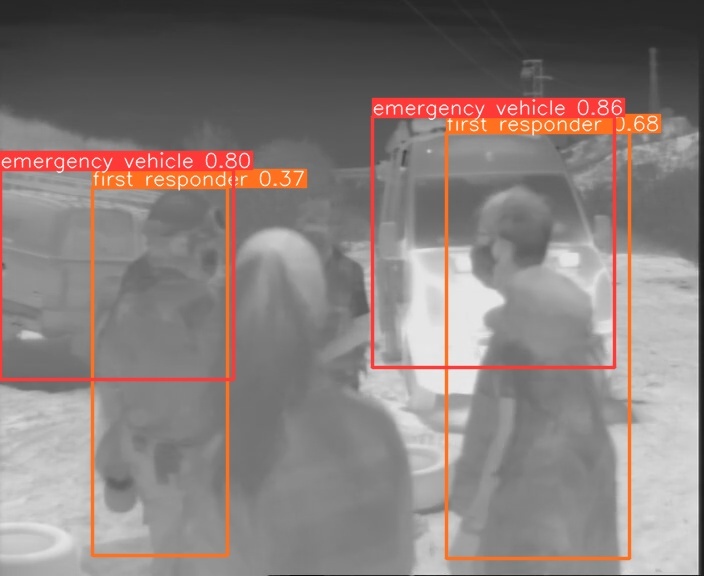 emergency vehicle 0.86
first responder 0.68
emergency vehicle 0.80
first responder 0.37